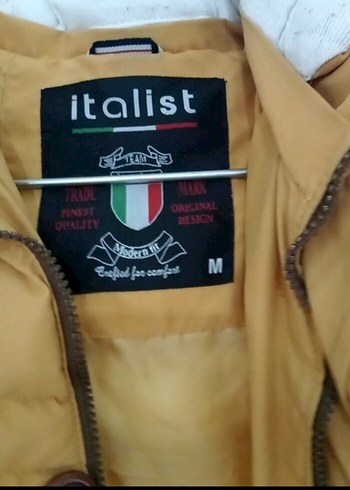 italist
TEAM
TRADE MARK
FINEST ORIGINAL
QUALITY DESIGN
Modern fit
Crafted for comfort
M